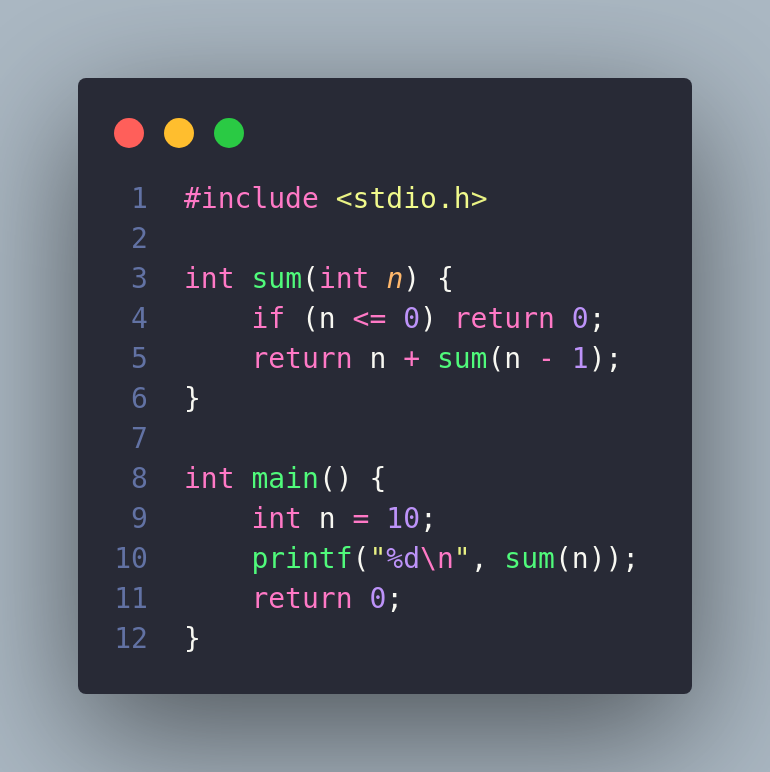 1 #include <stdio.h>
2
3 int sum(int n) {
4     if (n <= 0) return 0;
5     return n + sum(n - 1);
6 }
7
8 int main() {
9     int n = 10;
10     printf("%d\n", sum(n));
11     return 0;
12 }